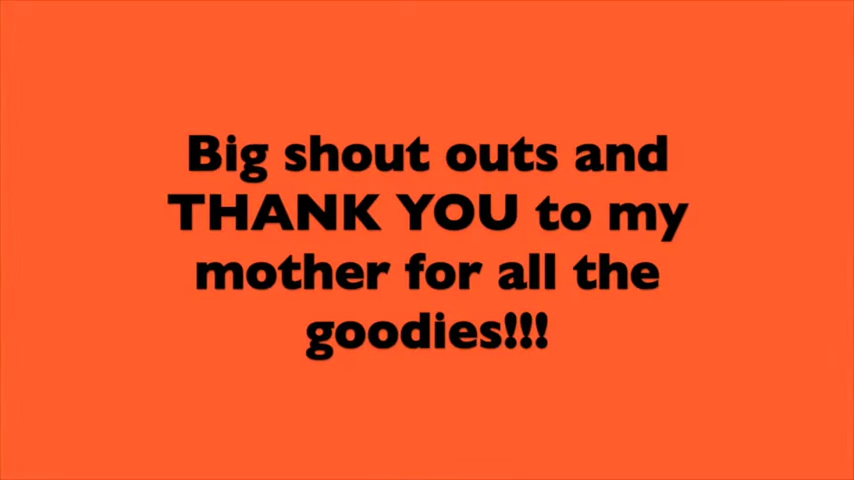 Big shout outs and
THANK YOU to my
mother for all the
goodies!!!